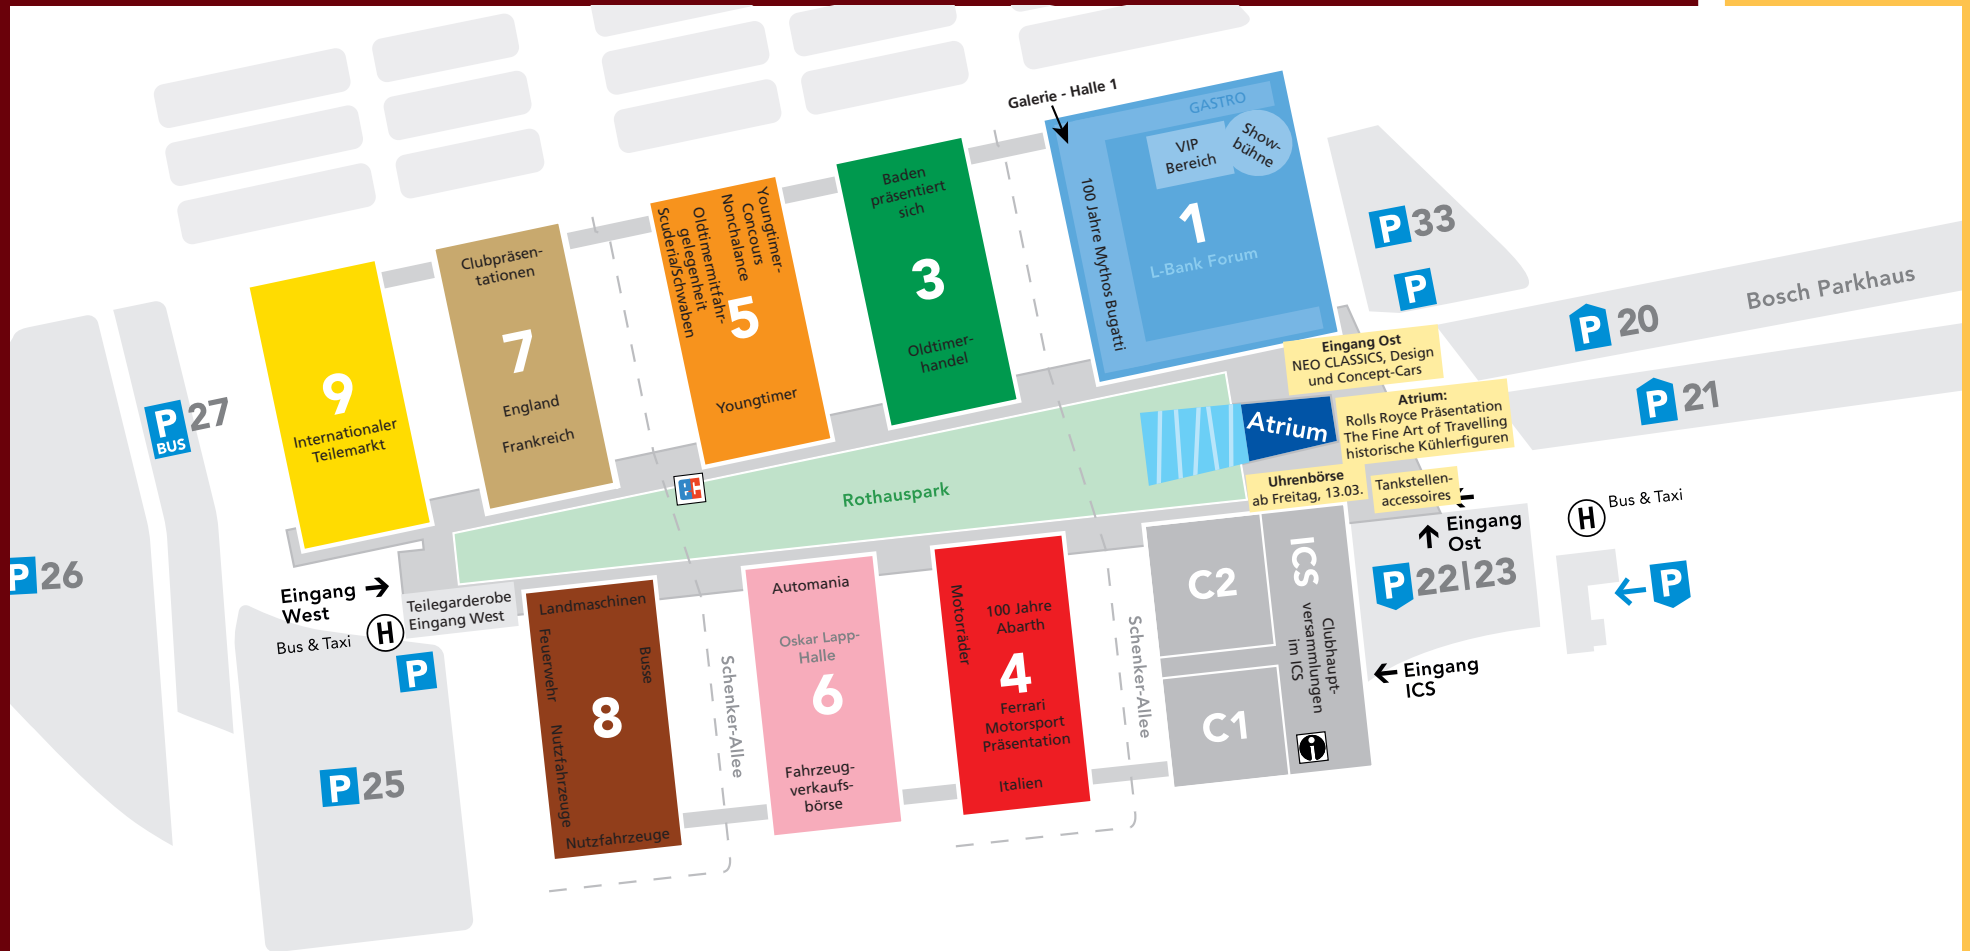 Galerie - Halle 1
GASTRO
VIP
Bereich
Show-
bühne
100 Jahre Mythos Bugatti
1
L-Bank Forum
Baden
präsentiert
sich
3
Oldtimer-
handel
Youngtimer-
Concours
Nonchalance
Oldtimermitfahr-
gelegenheit
Scuderia/Schwaben
5
Youngtimer
Clubpräsen-
tationen
7
England
Frankreich
9
Internationaler
Teilemarkt
P
BUS
27
P 26
P 33
P
P 20
Bosch Parkhaus
P 21
Eingang Ost
NEO CLASSICS, Design
und Concept-Cars
Atrium
Atrium:
Rolls Royce Präsentation
The Fine Art of Travelling
historische Kühlerfiguren
Uhrenbörse
ab Freitag, 13.03.
Tankstellen-
accessoires
Rothauspark
H
Bus & Taxi
Eingang
Ost
P 22|23
P
Eingang
ICS
Eingang
West
Bus & Taxi
H
Teilegarderobe
Eingang West
P
P 25
Landmaschinen
Feuerwehr
Busse
8
Nutzfahrzeuge
Nutzfahrzeuge
Schenker-Allee
Automania
Oskar Lapp-
Halle
6
Fahrzeug-
verkaufs-
börse
Motorräder
100 Jahre
Abarth
4
Ferrari
Motorsport
Präsentation
Italien
Schenker-Allee
C2
C1
ICS
Clubhaupt-
versammlungen
im ICS
i